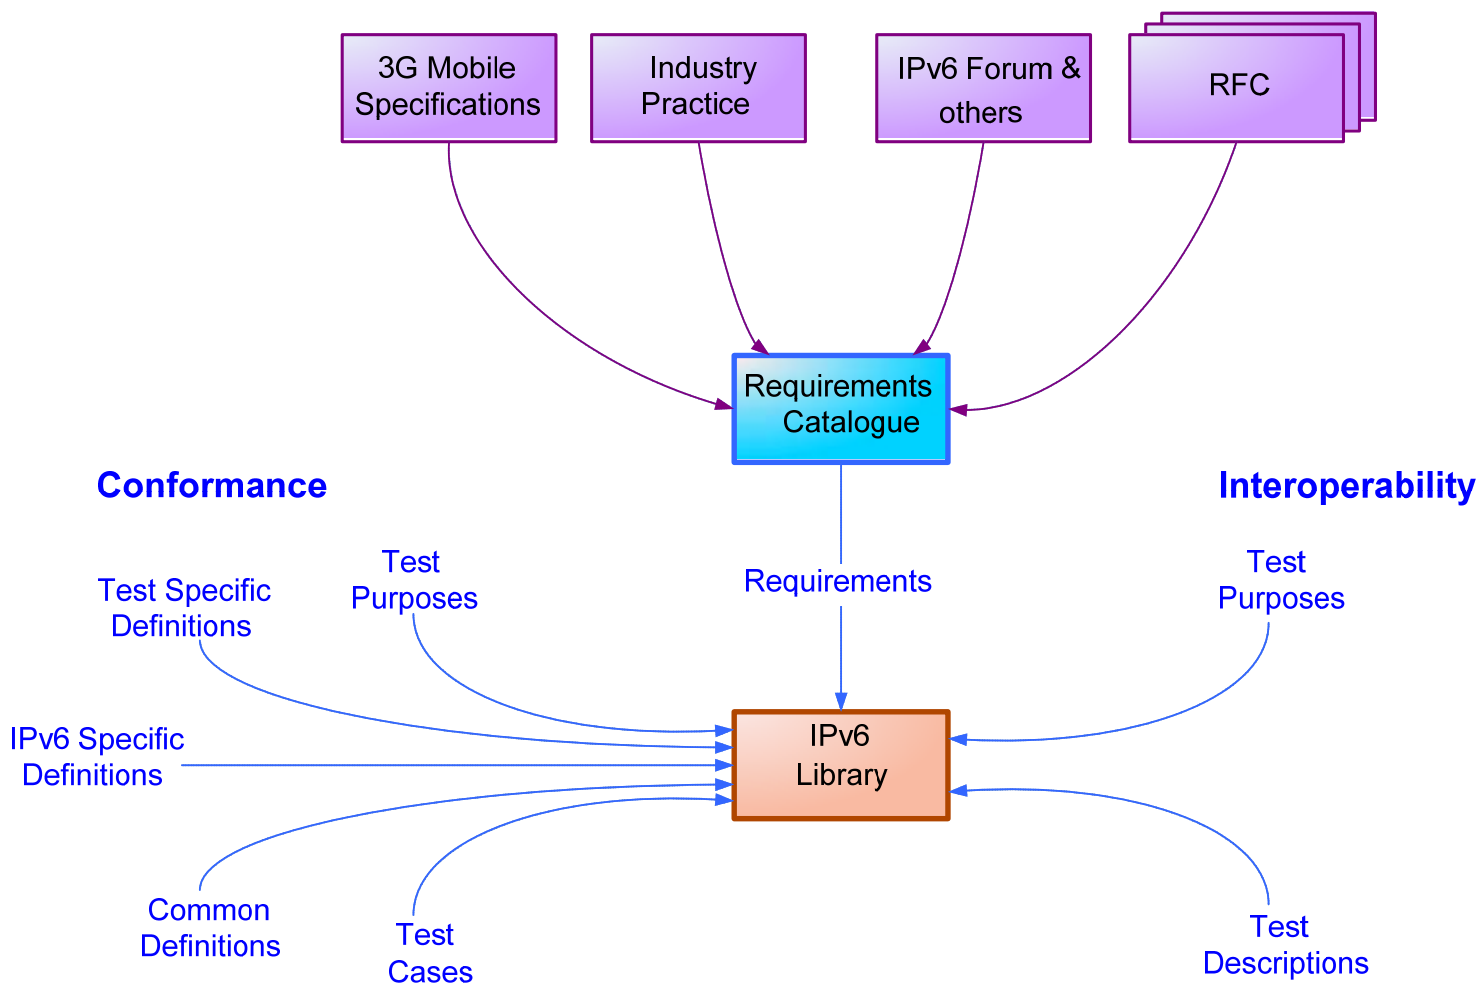 3G Mobile
Specifications
Industry
Practice
IPv6 Forum &
others
RFC
Requirements
Catalogue
Conformance
Interoperability
Test
Purposes
Test Specific
Definitions
Requirements
Test
Purposes
IPv6 Specific
Definitions
IPv6
Library
Common
Definitions
Test
Cases
Test
Descriptions